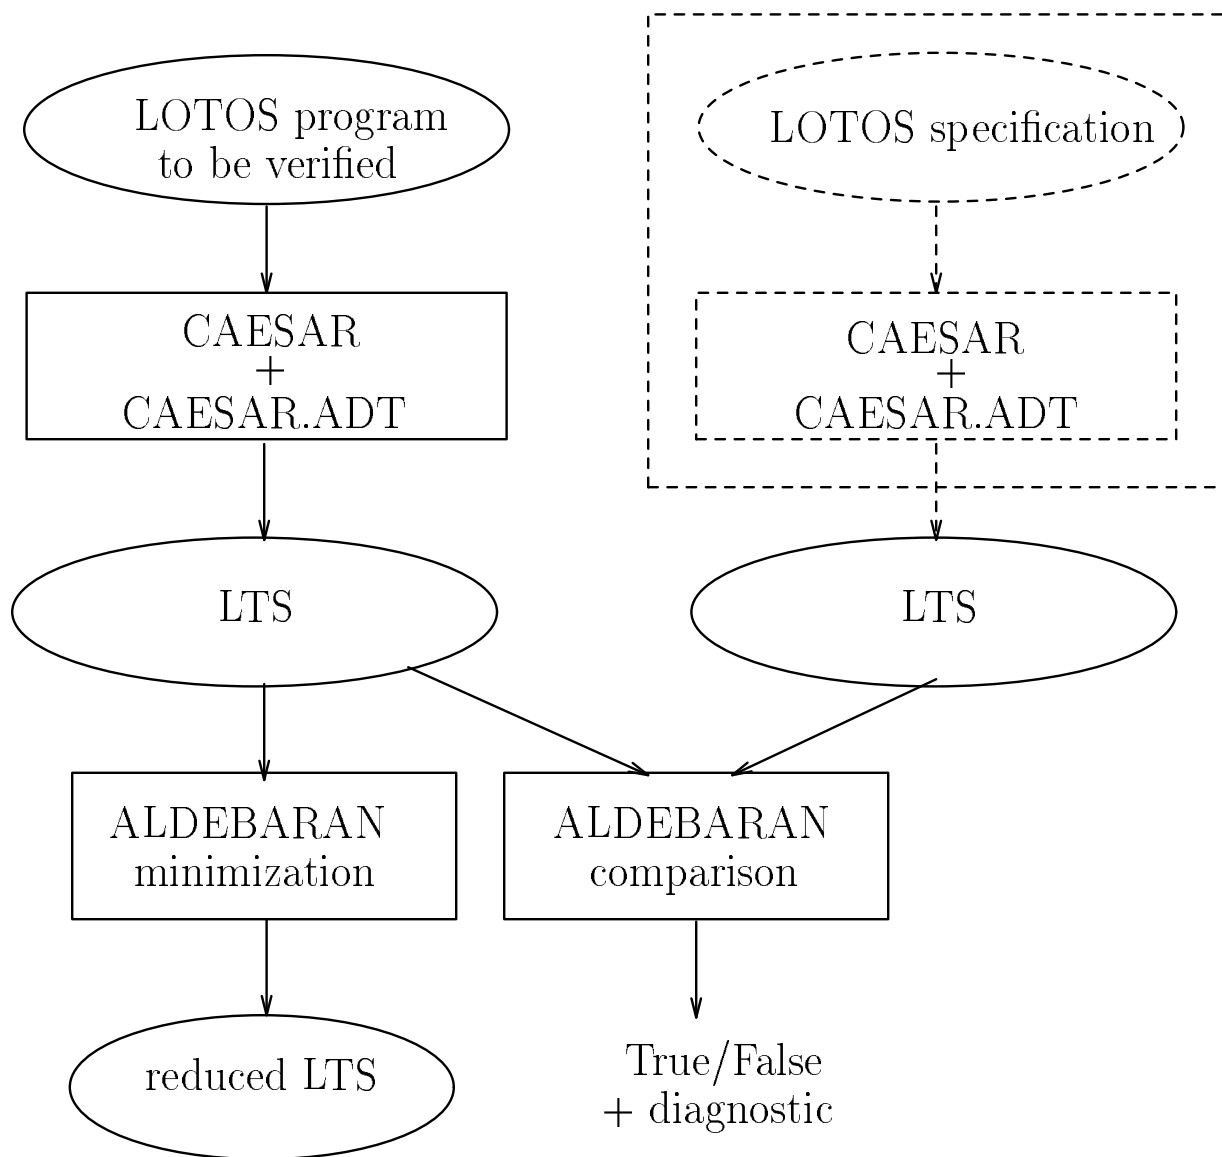 LOTOS program
to be verified
LOTOS specification
CAESAR
+
CAESAR.ADT
CAESAR
+
CAESAR.ADT
LTS
LTS
ALDEBARAN
minimization
ALDEBARAN
comparison
reduced LTS
True/False
+ diagnostic